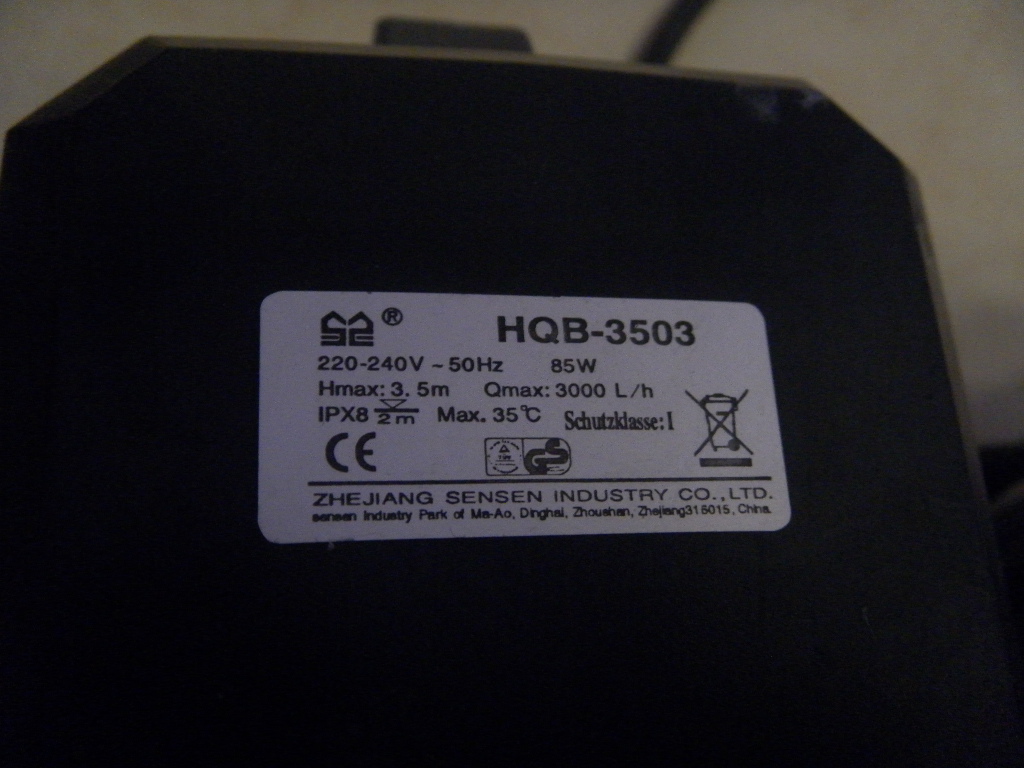 ® HQB-3503
220-240V ~ 50Hz 85W
Hmax: 3. 5m Qmax: 3000 L/h
IPX8 2m Max. 35℃ Schutzklasse: I
CE
ZHEJIANG SENSEN INDUSTRY CO.,LTD.
sensen Industry Park of Ma-Ao, Dinghai, Zhoushan, Zhejiang316015, China.